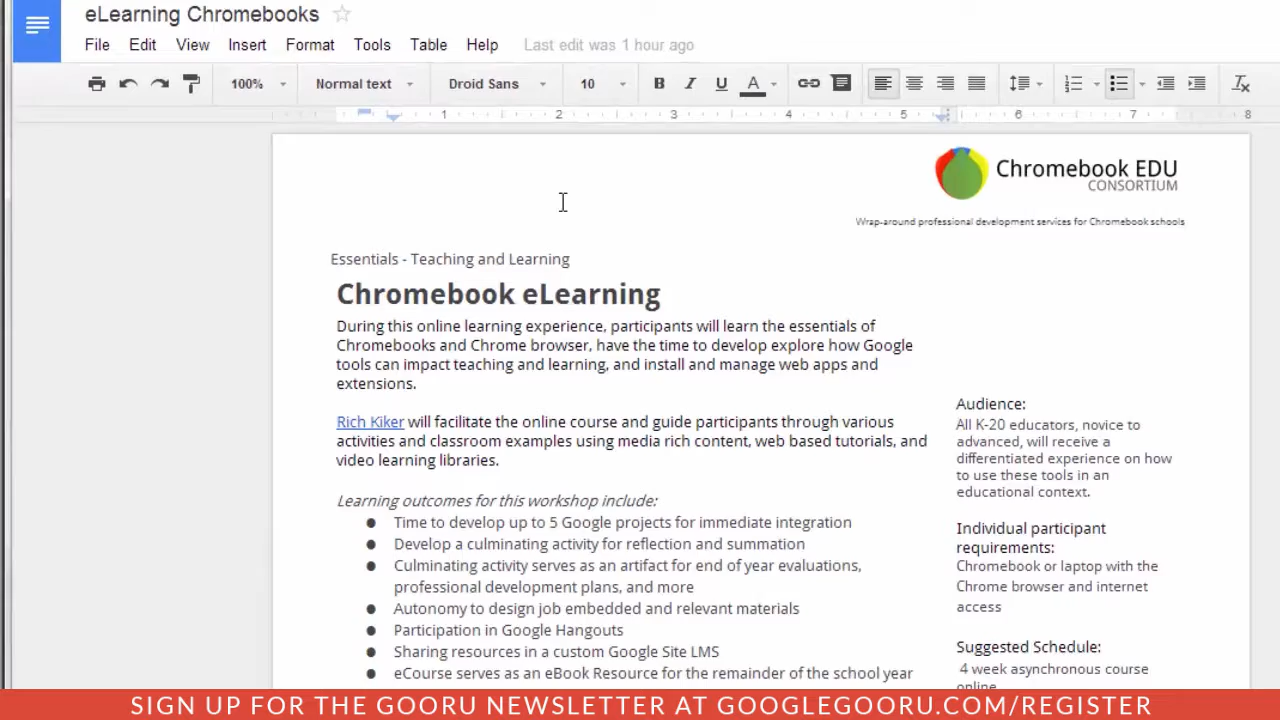 eLearning Chromebooks
File Edit View Insert Format Tools Table Help Last edit was 1 hour ago
100% Normal text Droid Sans 10 B I U A
1 2 3 4 5 6 7 8
Chromebook EDU
CONSORTIUM
Wrap-around professional development services for Chromebook schools
Essentials - Teaching and Learning
Chromebook eLearning
During this online learning experience, participants will learn the essentials of
Chromebooks and Chrome browser, have the time to develop explore how Google
tools can impact teaching and learning, and install and manage web apps and
extensions.
Rich Kiker will facilitate the online course and guide participants through various
activities and classroom examples using media rich content, web based tutorials, and
video learning libraries.
Learning outcomes for this workshop include:
● Time to develop up to 5 Google projects for immediate integration
● Develop a culminating activity for reflection and summation
● Culminating activity serves as an artifact for end of year evaluations,
professional development plans, and more
● Autonomy to design job embedded and relevant materials
● Participation in Google Hangouts
● Sharing resources in a custom Google Site LMS
● eCourse serves as an eBook Resource for the remainder of the school year
Audience:
All K-20 educators, novice to
advanced, will receive a
differentiated experience on how
to use these tools in an
educational context.
Individual participant
requirements:
Chromebook or laptop with the
Chrome browser and internet
access
Suggested Schedule:
4 week asynchronous course
online
SIGN UP FOR THE GOORU NEWSLETTER AT GOOGLEGOORU.COM/REGISTER